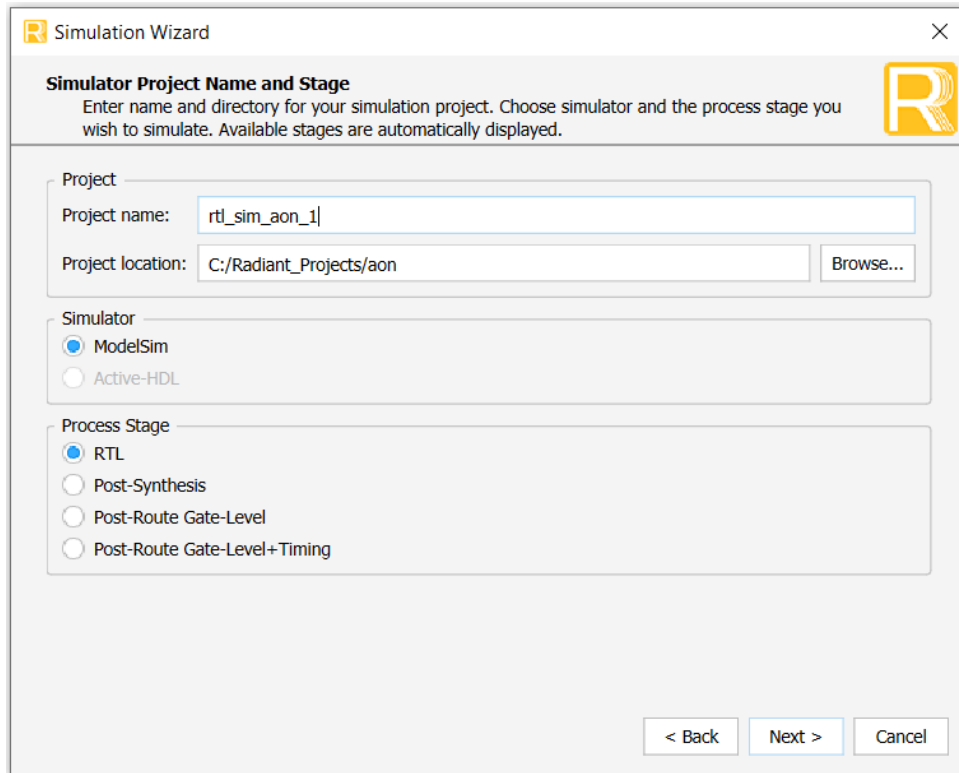 Simulation Wizard
Simulator Project Name and Stage
Enter name and directory for your simulation project. Choose simulator and the process stage you
wish to simulate. Available stages are automatically displayed.
Project
Project name: rtl_sim_aon_1
Project location: C:/Radiant_Projects/aon Browse...
Simulator
ModelSim
Active-HDL
Process Stage
RTL
Post-Synthesis
Post-Route Gate-Level
Post-Route Gate-Level+Timing
< Back Next > Cancel